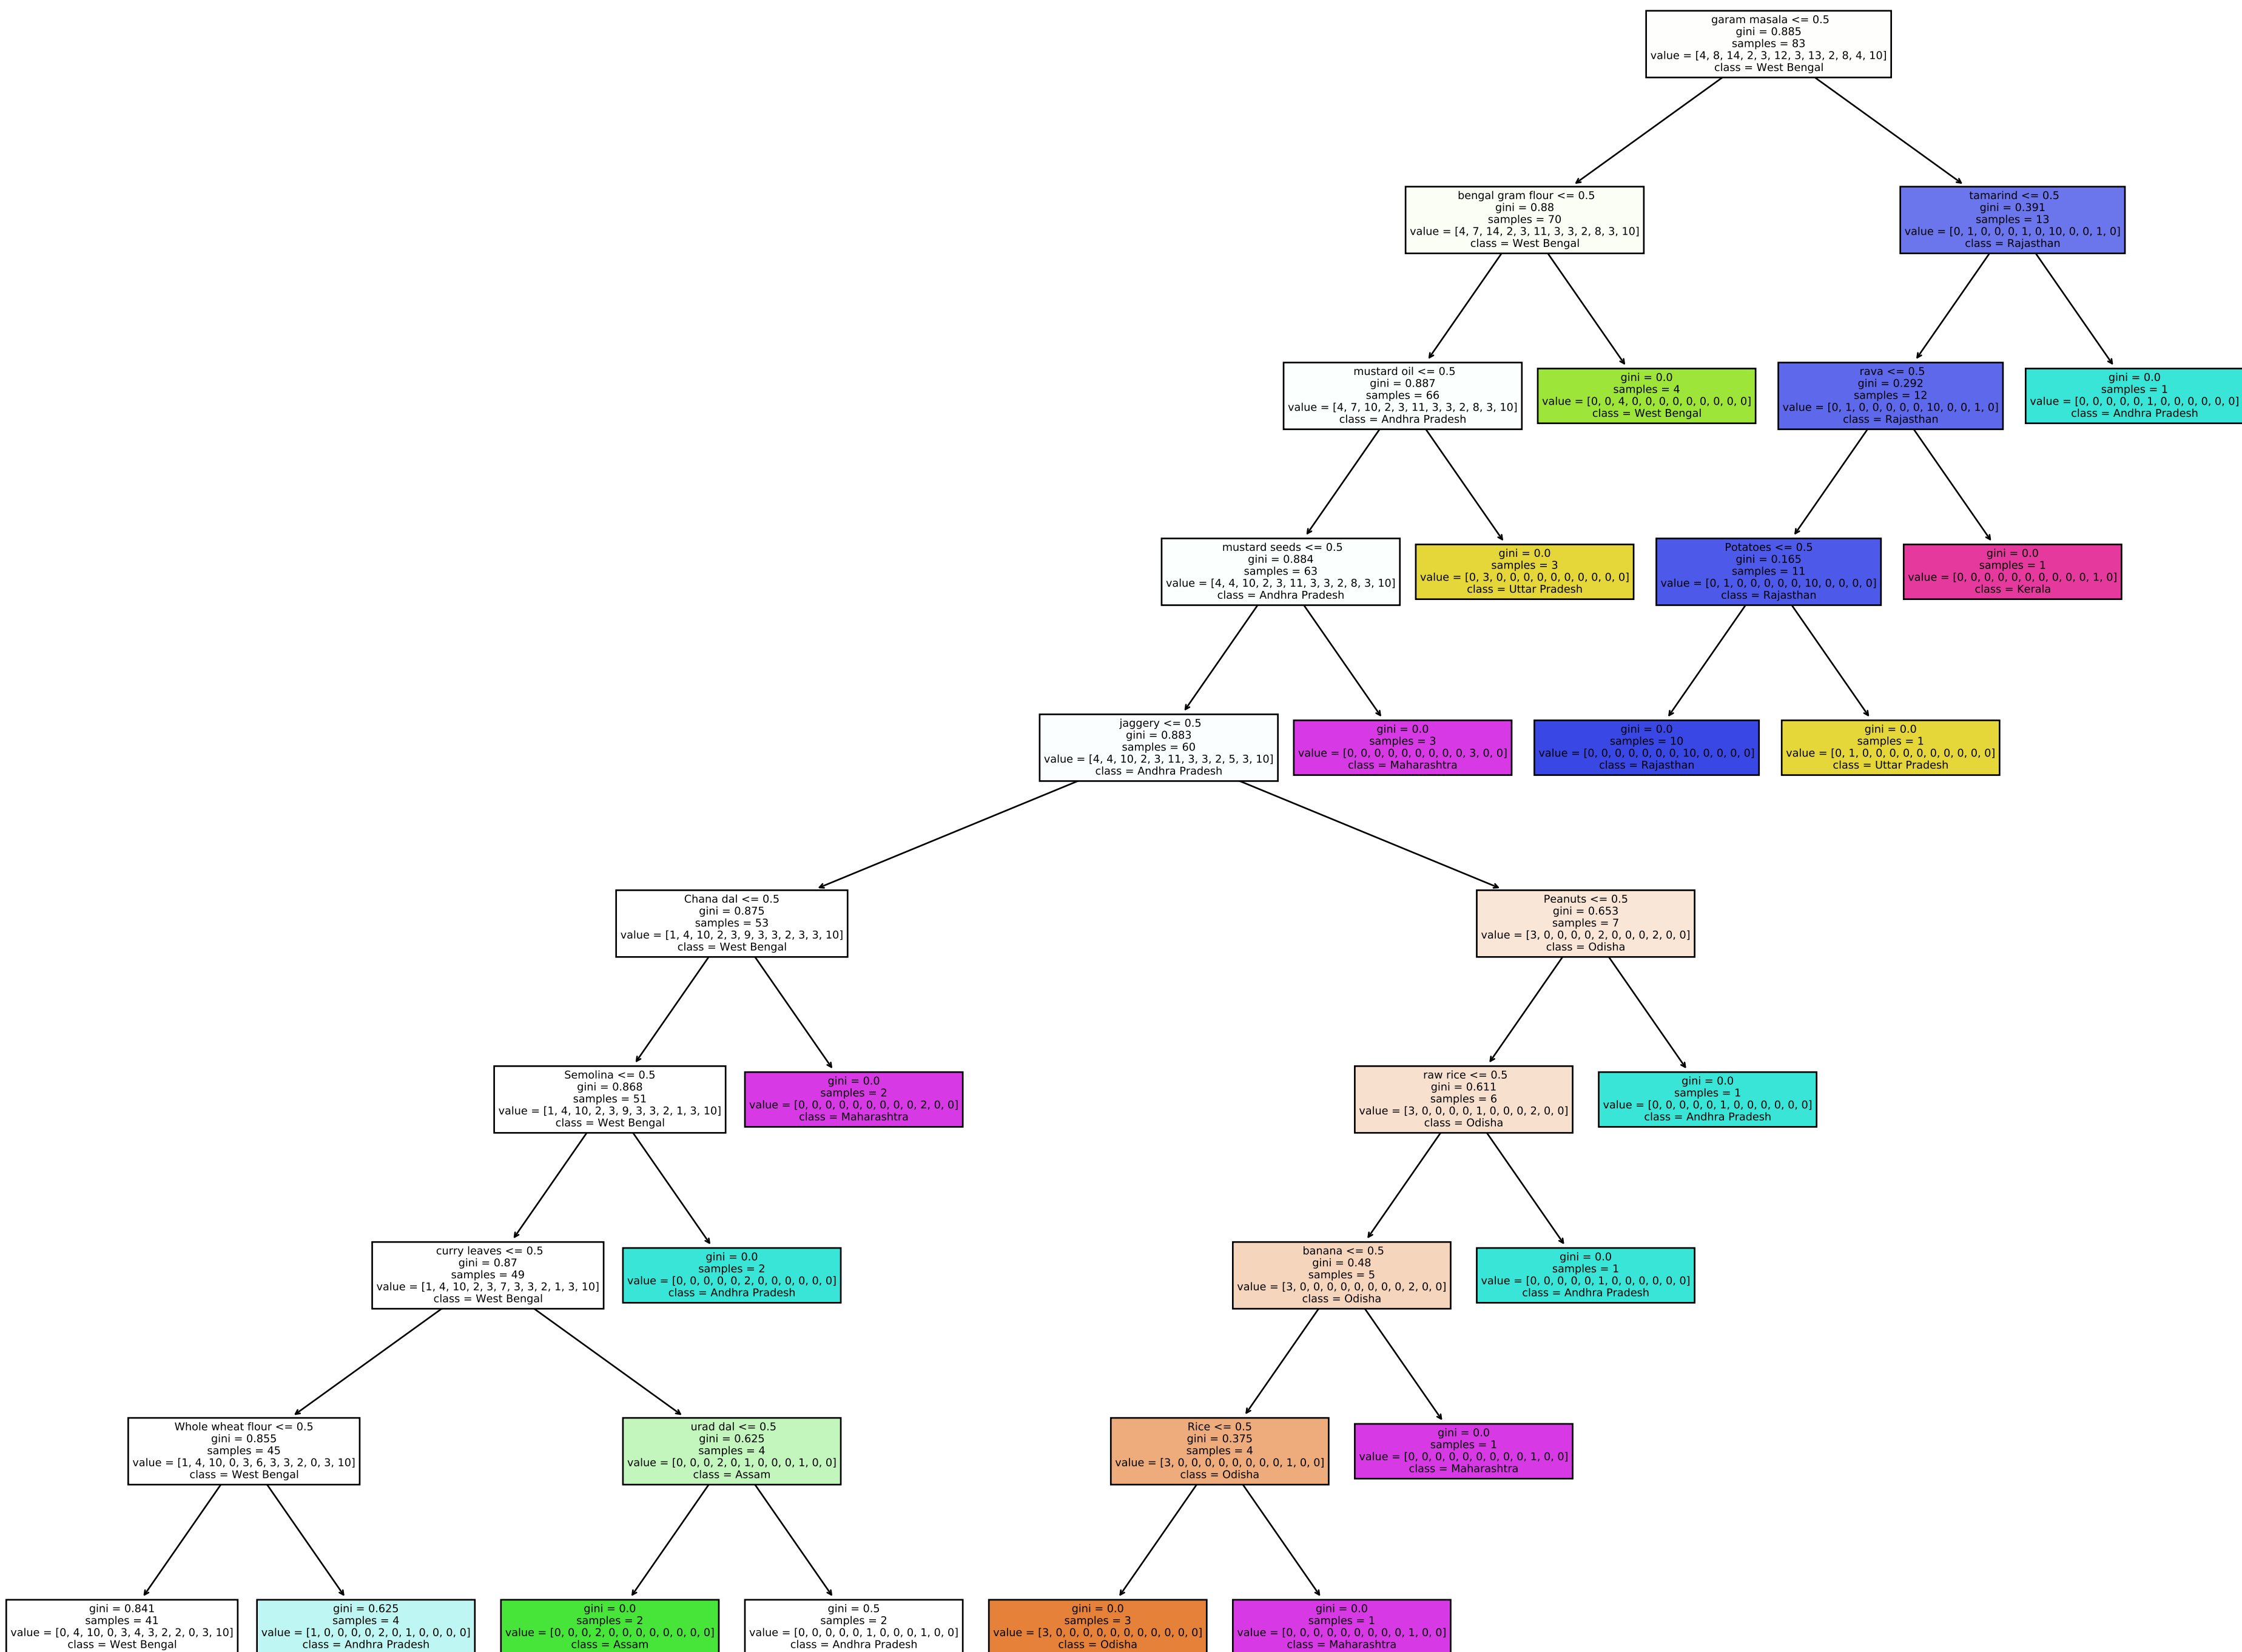 garam masala <= 0.5
gini = 0.885
samples = 83
value = [4, 8, 14, 2, 3, 12, 3, 13, 2, 8, 4, 10]
class = West Bengal
bengal gram flour <= 0.5
gini = 0.88
samples = 70
value = [4, 7, 14, 2, 3, 11, 3, 3, 2, 8, 3, 10]
class = West Bengal
tamarind <= 0.5
gini = 0.391
samples = 13
value = [0, 1, 0, 0, 0, 1, 0, 10, 0, 0, 1, 0]
class = Rajasthan
mustard oil <= 0.5
gini = 0.887
samples = 66
value = [4, 7, 10, 2, 3, 11, 3, 3, 2, 8, 3, 10]
class = Andhra Pradesh
gini = 0.0
samples = 4
value = [0, 0, 4, 0, 0, 0, 0, 0, 0, 0, 0, 0]
class = West Bengal
rava <= 0.5
gini = 0.292
samples = 12
value = [0, 1, 0, 0, 0, 0, 0, 10, 0, 0, 1, 0]
class = Rajasthan
gini = 0.0
samples = 1
value = [0, 0, 0, 0, 0, 1, 0, 0, 0, 0, 0, 0]
class = Andhra Pradesh
mustard seeds <= 0.5
gini = 0.884
samples = 63
value = [4, 4, 10, 2, 3, 11, 3, 3, 2, 8, 3, 10]
class = Andhra Pradesh
gini = 0.0
samples = 3
value = [0, 3, 0, 0, 0, 0, 0, 0, 0, 0, 0, 0]
class = Uttar Pradesh
Potatoes <= 0.5
gini = 0.165
samples = 11
value = [0, 1, 0, 0, 0, 0, 0, 10, 0, 0, 0, 0]
class = Rajasthan
gini = 0.0
samples = 1
value = [0, 0, 0, 0, 0, 0, 0, 0, 0, 0, 1, 0]
class = Kerala
jaggery <= 0.5
gini = 0.883
samples = 60
value = [4, 4, 10, 2, 3, 11, 3, 3, 2, 5, 3, 10]
class = Andhra Pradesh
gini = 0.0
samples = 3
value = [0, 0, 0, 0, 0, 0, 0, 0, 0, 3, 0, 0]
class = Maharashtra
gini = 0.0
samples = 10
value = [0, 0, 0, 0, 0, 0, 0, 10, 0, 0, 0, 0]
class = Rajasthan
gini = 0.0
samples = 1
value = [0, 1, 0, 0, 0, 0, 0, 0, 0, 0, 0, 0]
class = Uttar Pradesh
Chana dal <= 0.5
gini = 0.875
samples = 53
value = [1, 4, 10, 2, 3, 9, 3, 3, 2, 3, 3, 10]
class = West Bengal
Peanuts <= 0.5
gini = 0.653
samples = 7
value = [3, 0, 0, 0, 0, 2, 0, 0, 0, 2, 0, 0]
class = Odisha
Semolina <= 0.5
gini = 0.868
samples = 51
value = [1, 4, 10, 2, 3, 9, 3, 3, 2, 1, 3, 10]
class = West Bengal
gini = 0.0
samples = 2
value = [0, 0, 0, 0, 0, 0, 0, 0, 0, 2, 0, 0]
class = Maharashtra
raw rice <= 0.5
gini = 0.611
samples = 6
value = [3, 0, 0, 0, 0, 1, 0, 0, 0, 2, 0, 0]
class = Odisha
gini = 0.0
samples = 1
value = [0, 0, 0, 0, 0, 1, 0, 0, 0, 0, 0, 0]
class = Andhra Pradesh
curry leaves <= 0.5
gini = 0.87
samples = 49
value = [1, 4, 10, 2, 3, 7, 3, 3, 2, 1, 3, 10]
class = West Bengal
gini = 0.0
samples = 2
value = [0, 0, 0, 0, 0, 2, 0, 0, 0, 0, 0, 0]
class = Andhra Pradesh
banana <= 0.5
gini = 0.48
samples = 5
value = [3, 0, 0, 0, 0, 0, 0, 0, 0, 2, 0, 0]
class = Odisha
gini = 0.0
samples = 1
value = [0, 0, 0, 0, 0, 1, 0, 0, 0, 0, 0, 0]
class = Andhra Pradesh
Whole wheat flour <= 0.5
gini = 0.855
samples = 45
value = [1, 4, 10, 0, 3, 6, 3, 3, 2, 0, 3, 10]
class = West Bengal
urad dal <= 0.5
gini = 0.625
samples = 4
value = [0, 0, 0, 2, 0, 1, 0, 0, 0, 1, 0, 0]
class = Assam
Rice <= 0.5
gini = 0.375
samples = 4
value = [3, 0, 0, 0, 0, 0, 0, 0, 0, 1, 0, 0]
class = Odisha
gini = 0.0
samples = 1
value = [0, 0, 0, 0, 0, 0, 0, 0, 0, 1, 0, 0]
class = Maharashtra
gini = 0.841
samples = 41
value = [0, 4, 10, 0, 3, 4, 3, 2, 2, 0, 3, 10]
class = West Bengal
gini = 0.625
samples = 4
value = [1, 0, 0, 0, 0, 2, 0, 1, 0, 0, 0, 0]
class = Andhra Pradesh
gini = 0.0
samples = 2
value = [0, 0, 0, 2, 0, 0, 0, 0, 0, 0, 0, 0]
class = Assam
gini = 0.5
samples = 2
value = [0, 0, 0, 0, 0, 1, 0, 0, 0, 1, 0, 0]
class = Andhra Pradesh
gini = 0.0
samples = 3
value = [3, 0, 0, 0, 0, 0, 0, 0, 0, 0, 0, 0]
class = Odisha
gini = 0.0
samples = 1
value = [0, 0, 0, 0, 0, 0, 0, 0, 0, 1, 0, 0]
class = Maharashtra